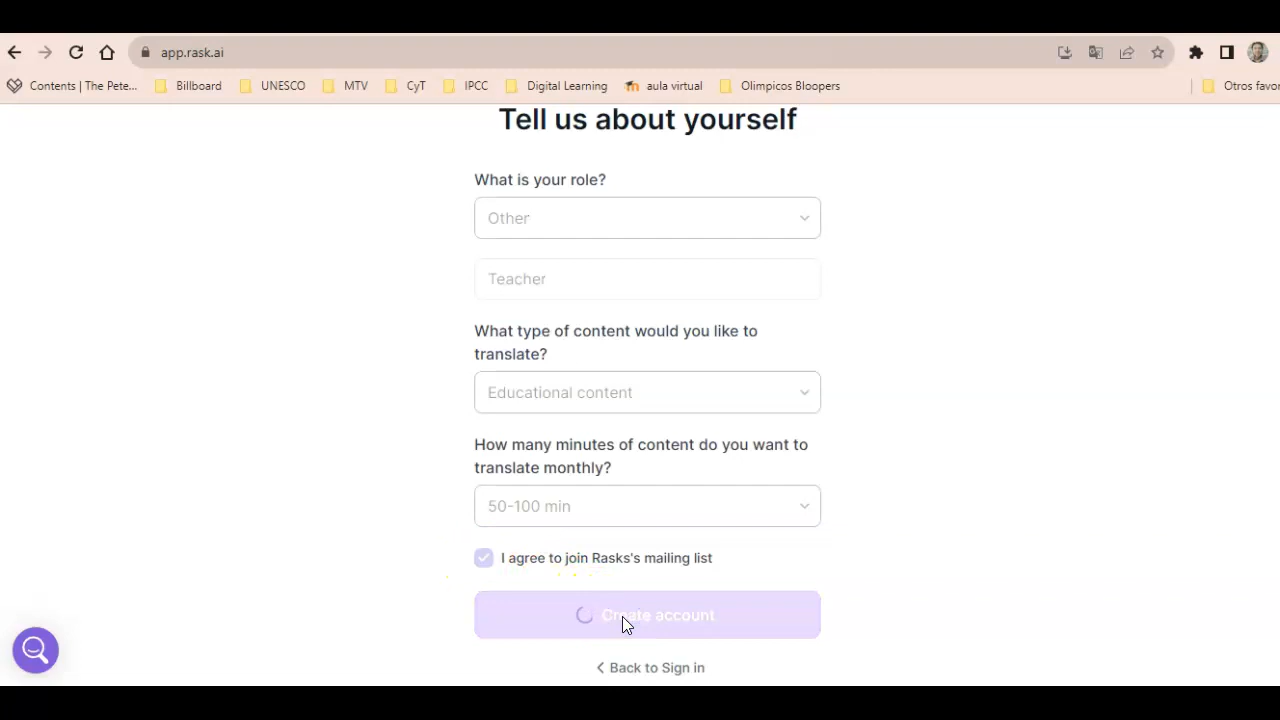 app.rask.ai
Contents | The Pete...
Billboard
UNESCO
MTV
CyT
IPCC
Digital Learning
aula virtual
Olimpicos Bloopers
Otros favor
Tell us about yourself
What is your role?
Other
Teacher
What type of content would you like to
translate?
Educational content
How many minutes of content do you want to
translate monthly?
50-100 min
I agree to join Rasks's mailing list
Create account
Back to Sign in